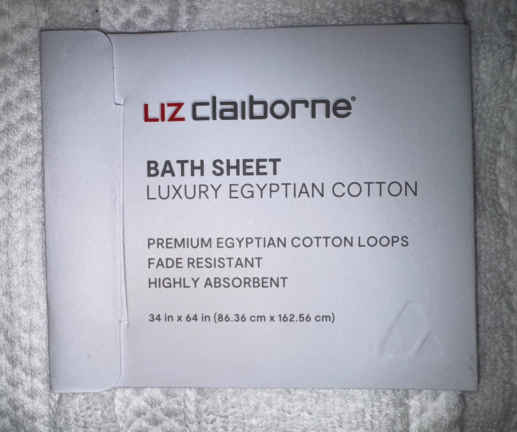 LIZ claiborne®
BATH SHEET
LUXURY EGYPTIAN COTTON
PREMIUM EGYPTIAN COTTON LOOPS
FADE RESISTANT
HIGHLY ABSORBENT
34 in x 64 in (86.36 cm x 162.56 cm)